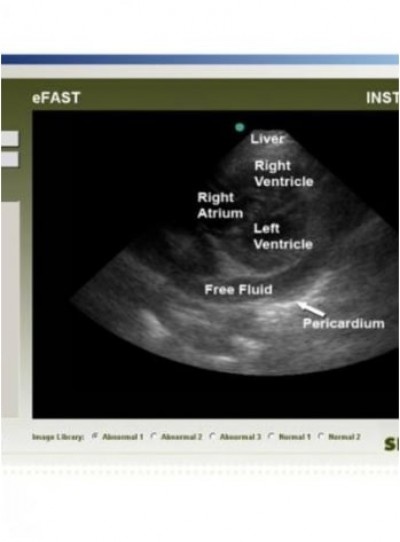 eFAST INST
Liver
Right
Ventricle
Right
Atrium
Left
Ventricle
Free Fluid
Pericardium
Image Library: Abnormal 1 Abnormal 2 Abnormal 3 Normal 1 Normal 2